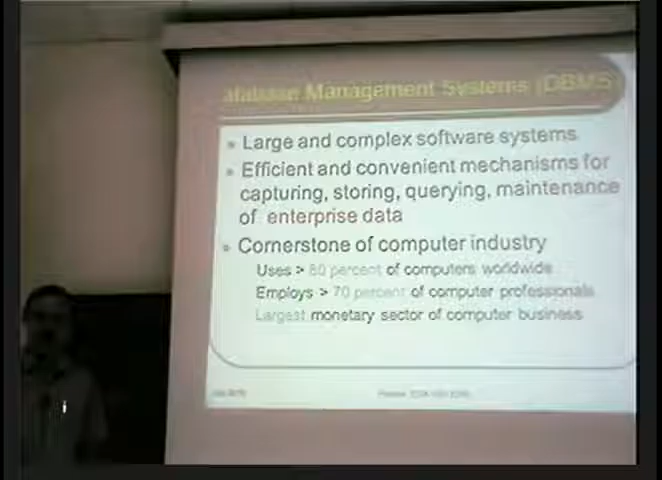 atabase Management Systems (DBMS
Large and complex software systems
Efficient and convenient mechanisms for
capturing, storing, querying, maintenance
of enterprise data
Cornerstone of computer industry
Uses > 80 percent of computers worldwide
Employs > 70 percent of computer professionals
Largest monetary sector of computer business